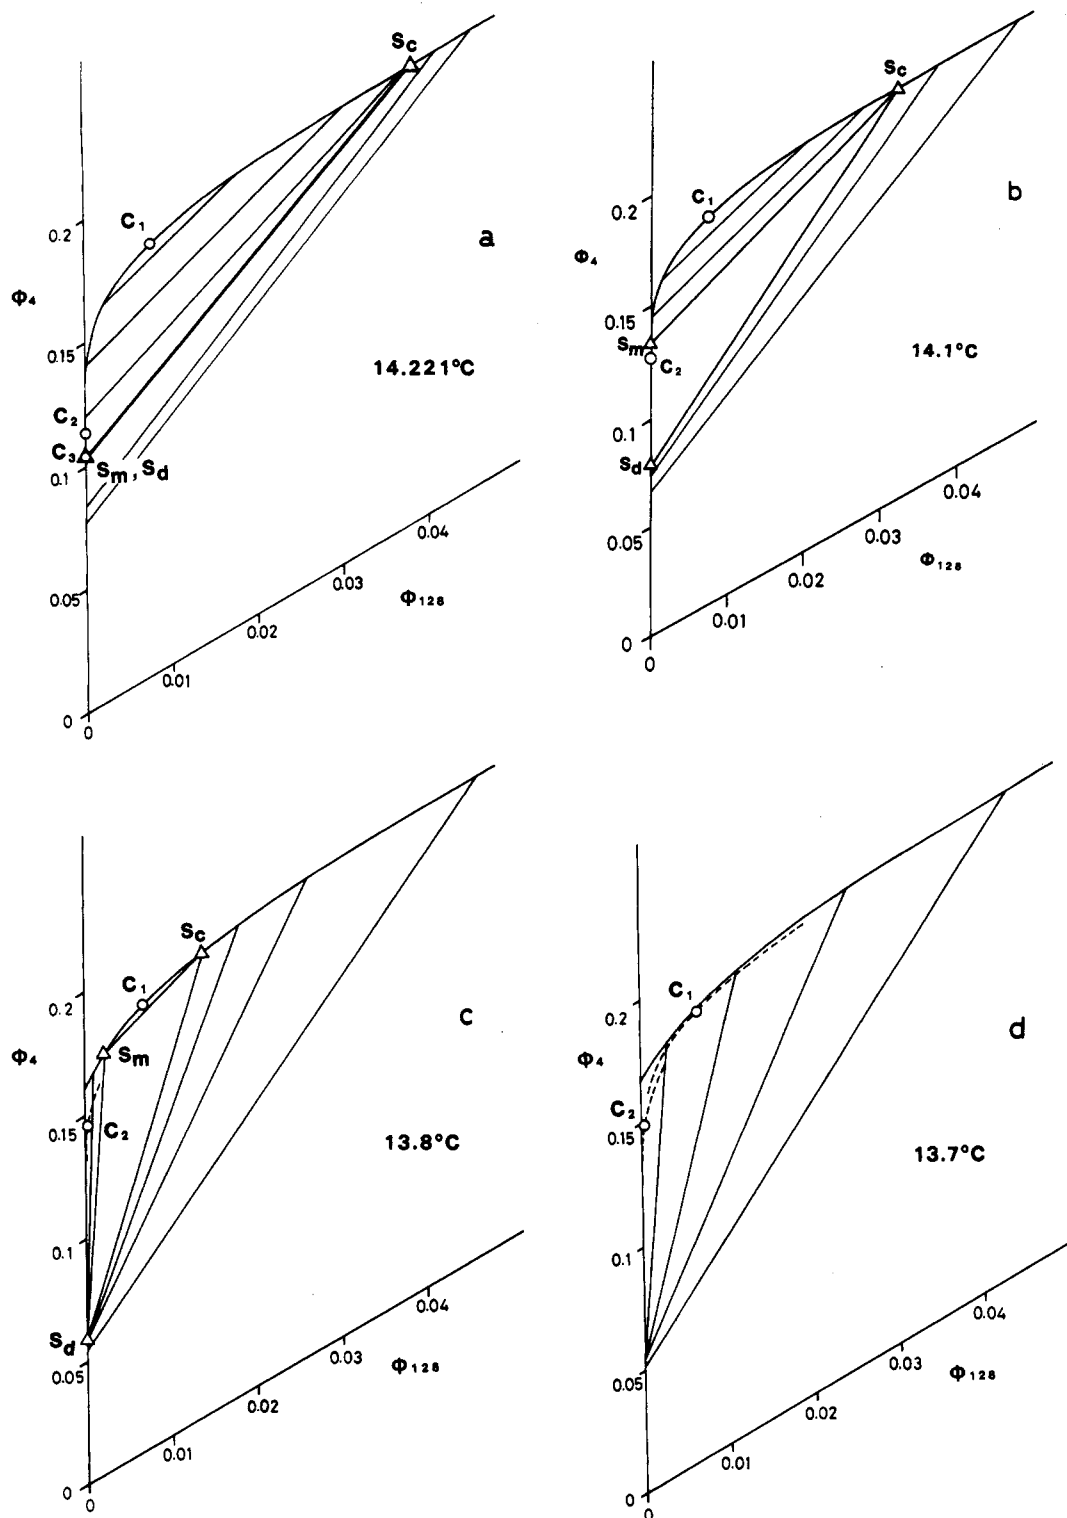 Sc
C₁
0.2
a
Φ₄
0.15
14.221°C
C₂
C₃
Sm, Sd
0.1
0.05
0.04
0.03
Φ₁₂₈
0.02
0.01
0
0
Sc
b
C₁
0.2
Φ₄
0.15
Sm
C₂
14.1°C
0.1
Sd
0.04
0.05
0.03
Φ₁₂₈
0.02
0.01
0
0
Sc
C₁
0.2
c
Φ₄
Sm
C₂
0.15
13.8°C
0.1
Sd
0.05
0.04
0.03
Φ₁₂₈
0.02
0.01
0
0
C₁
0.2
d
Φ₄
C₂
0.15
13.7°C
0.1
0.05
0.04
0.03
Φ₁₂₈
0.02
0.01
0
0